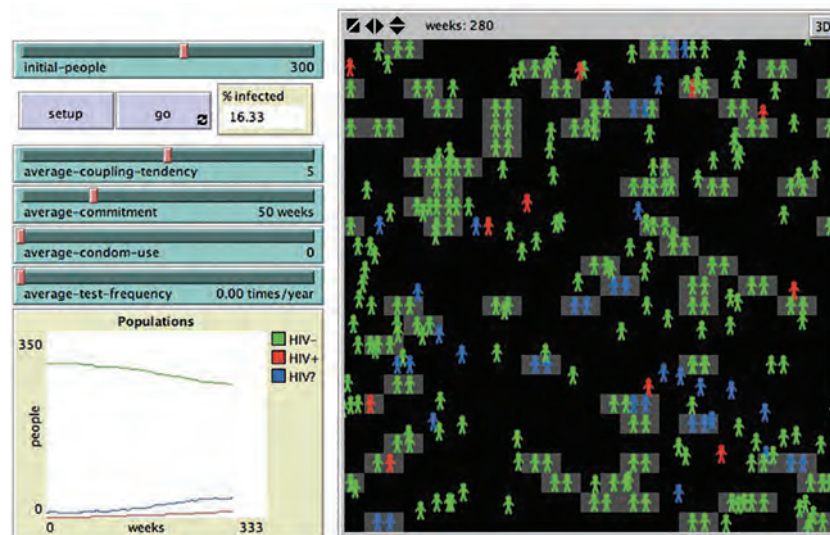 weeks: 280
3D
initial-people 300
setup
go
% infected
16.33
average-coupling-tendency 5
average-commitment 50 weeks
average-condom-use 0
average-test-frequency 0.00 times/year
Populations
350
people
0
0
weeks
333
HIV-
HIV+
HIV?